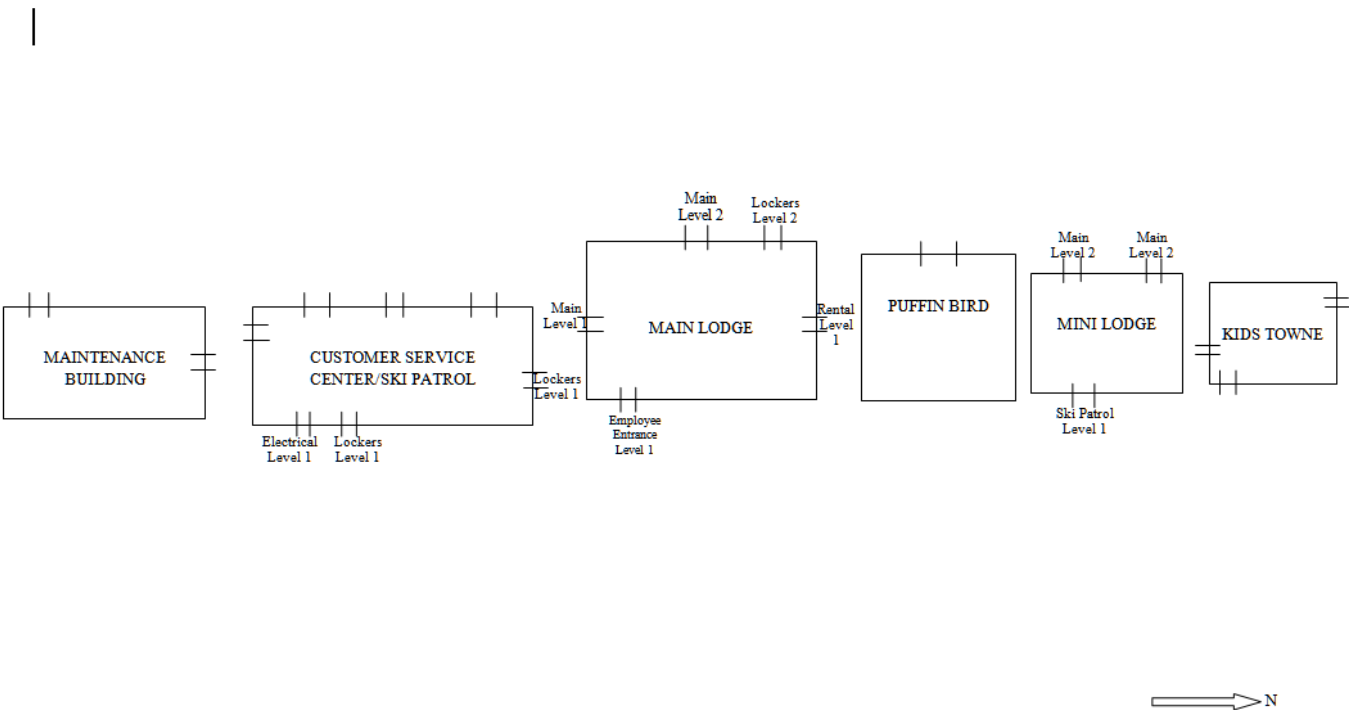 Main
Level 2
Lockers
Level 2
Main
Level 2
Main
Level 2
Main
Level 1
Rental
Level
1
PUFFIN BIRD
MAIN LODGE
MINI LODGE
KIDS TOWNE
MAINTENANCE
BUILDING
CUSTOMER SERVICE
CENTER/SKI PATROL
Lockers
Level 1
Employee
Entrance
Level 1
Ski Patrol
Level 1
Electrical
Level 1
Lockers
Level 1
N